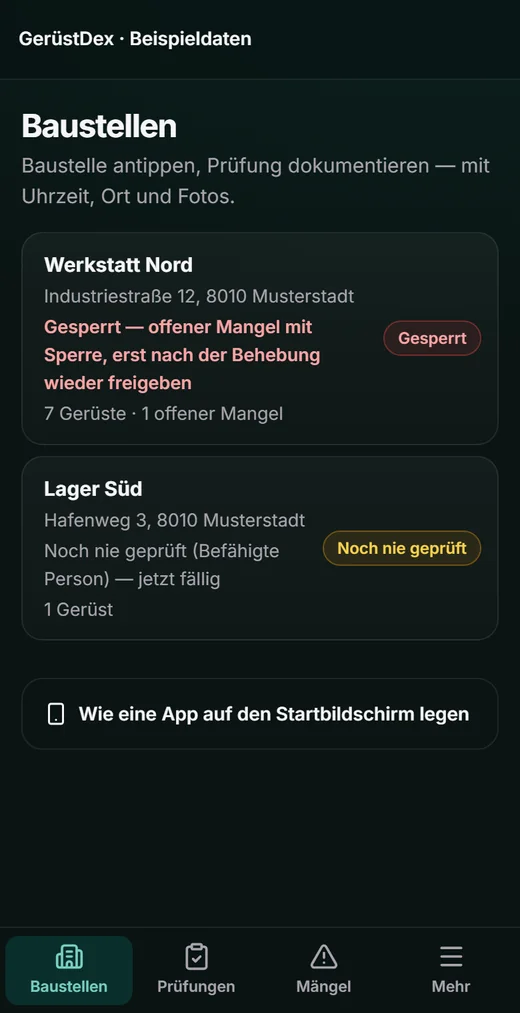 GerüstDex · Beispieldaten
Baustellen
Baustelle antippen, Prüfung dokumentieren — mit
Uhrzeit, Ort und Fotos.
Werkstatt Nord
Industriestraße 12, 8010 Musterstadt
Gesperrt — offener Mangel mit
Sperre, erst nach der Behebung
wieder freigeben
7 Gerüste · 1 offener Mangel
Gesperrt
Lager Süd
Hafenweg 3, 8010 Musterstadt
Noch nie geprüft (Befähigte
Person) — jetzt fällig
1 Gerüst
Noch nie geprüft
Wie eine App auf den Startbildschirm legen
Baustellen
Prüfungen
Mängel
Mehr